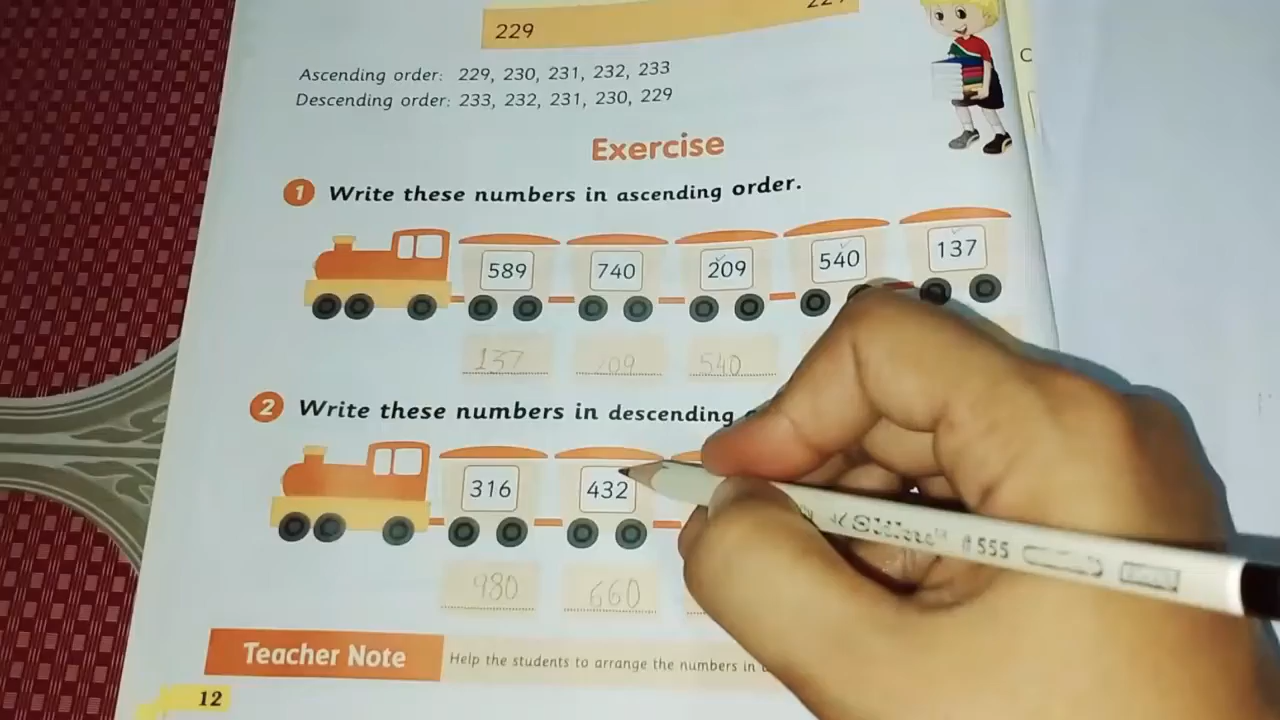 229
Ascending order: 229, 230, 231, 232, 233
Descending order: 233, 232, 231, 230, 229
Exercise
1 Write these numbers in ascending order.
589 740 209 540 137
137 209 540
2 Write these numbers in descending
316 432
980 660
555
Teacher Note Help the students to arrange the numbers in
12